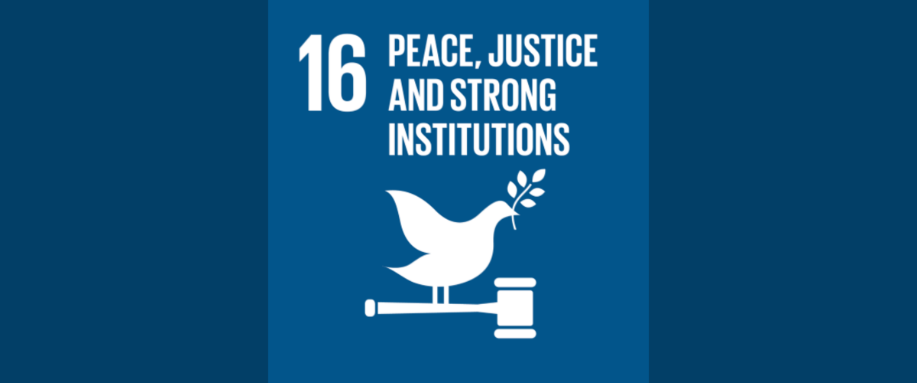 16 PEACE, JUSTICE
AND STRONG
INSTITUTIONS